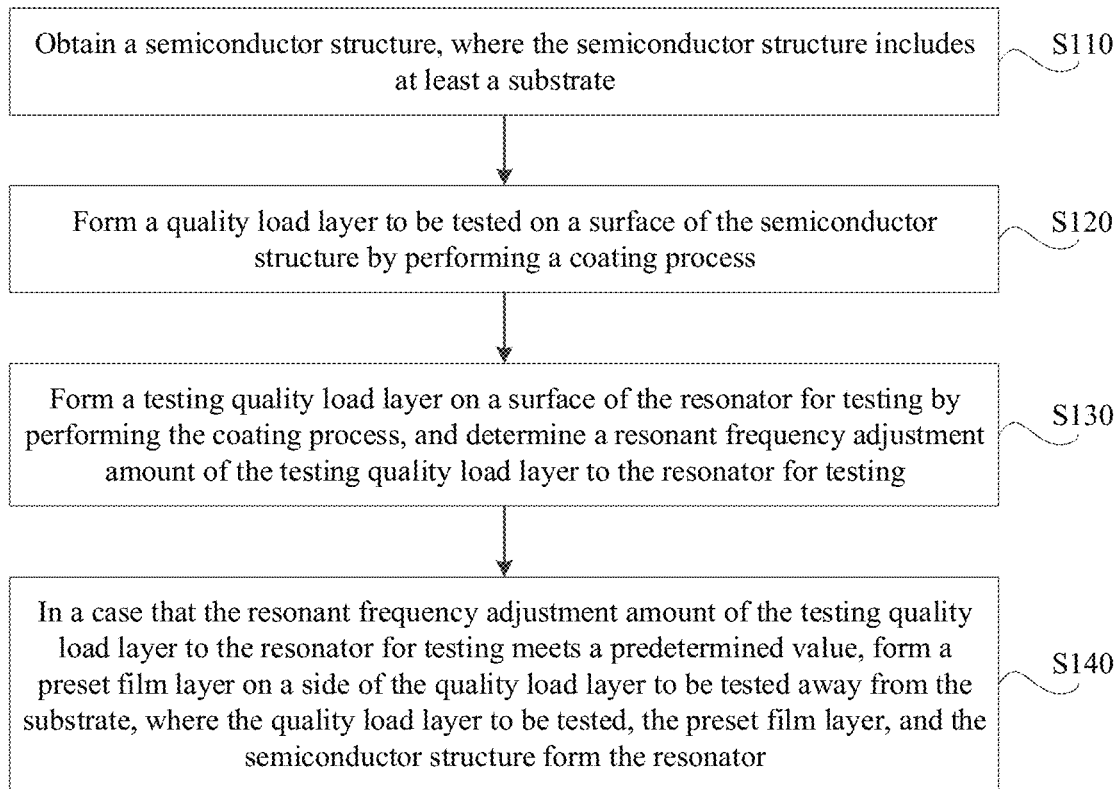 Obtain a semiconductor structure, where the semiconductor structure includes
at least a substrate
S110
Form a quality load layer to be tested on a surface of the semiconductor
structure by performing a coating process
S120
Form a testing quality load layer on a surface of the resonator for testing by
performing the coating process, and determine a resonant frequency adjustment
amount of the testing quality load layer to the resonator for testing
S130
In a case that the resonant frequency adjustment amount of the testing quality
load layer to the resonator for testing meets a predetermined value, form a
preset film layer on a side of the quality load layer to be tested away from the
substrate, where the quality load layer to be tested, the preset film layer, and the
semiconductor structure form the resonator
S140